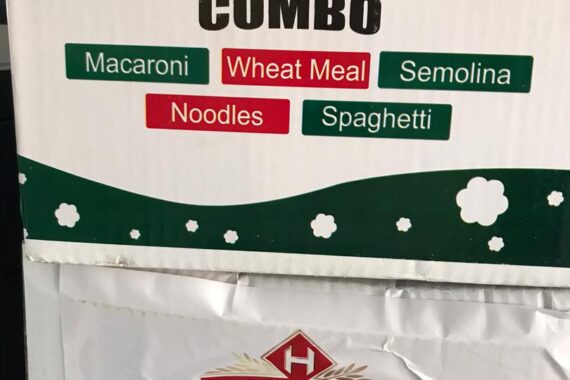 COMBO
Macaroni Wheat Meal Semolina
Noodles Spaghetti
H